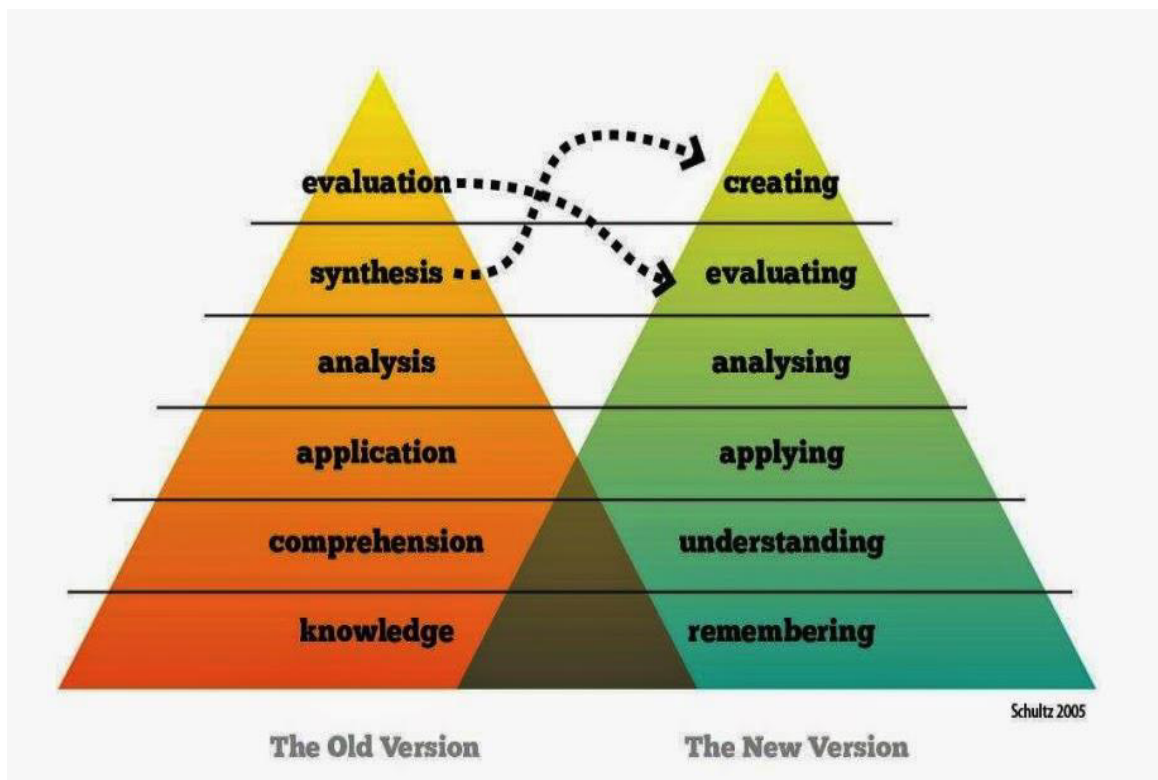 evaluation
creating
synthesis
evaluating
analysis
analysing
application
applying
comprehension
understanding
knowledge
remembering
Schultz 2005
The Old Version
The New Version